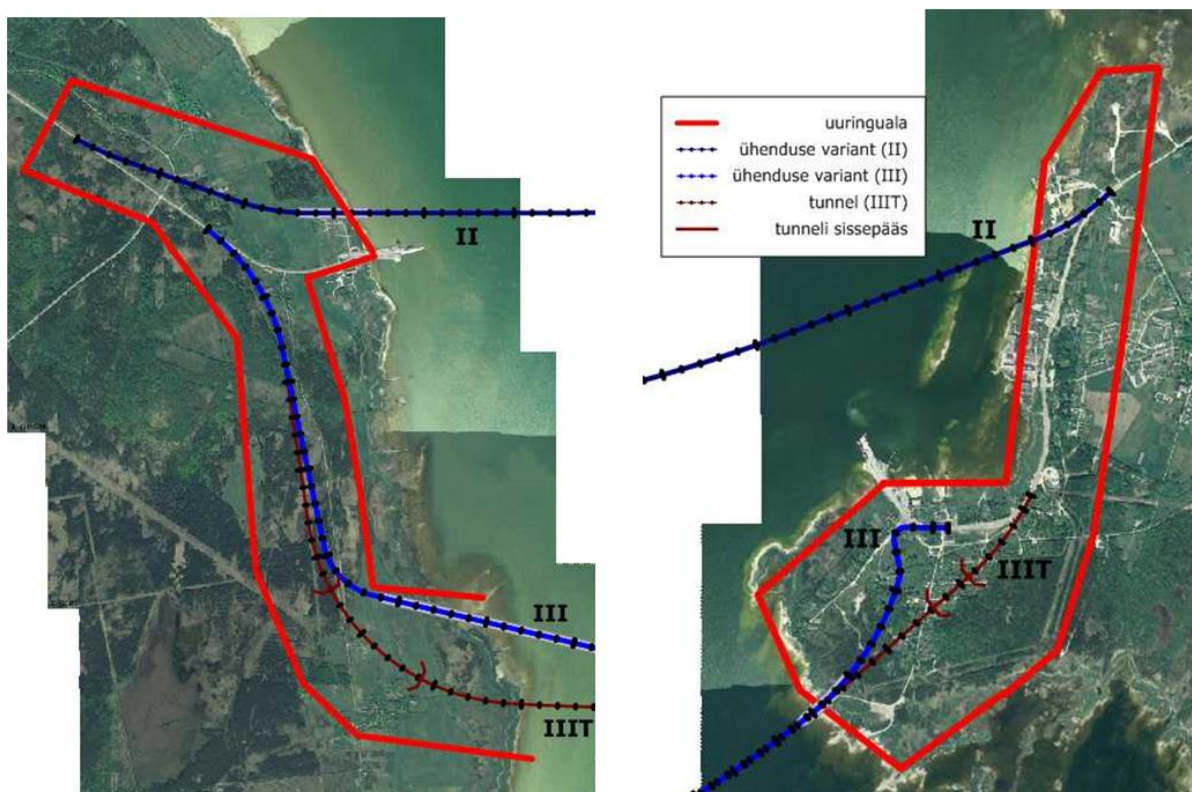 II
III
IIIT
uuringuala
ühenduse variant (II)
ühenduse variant (III)
tunnel (IIIT)
tunneli sissepääs
II
III
IIIT